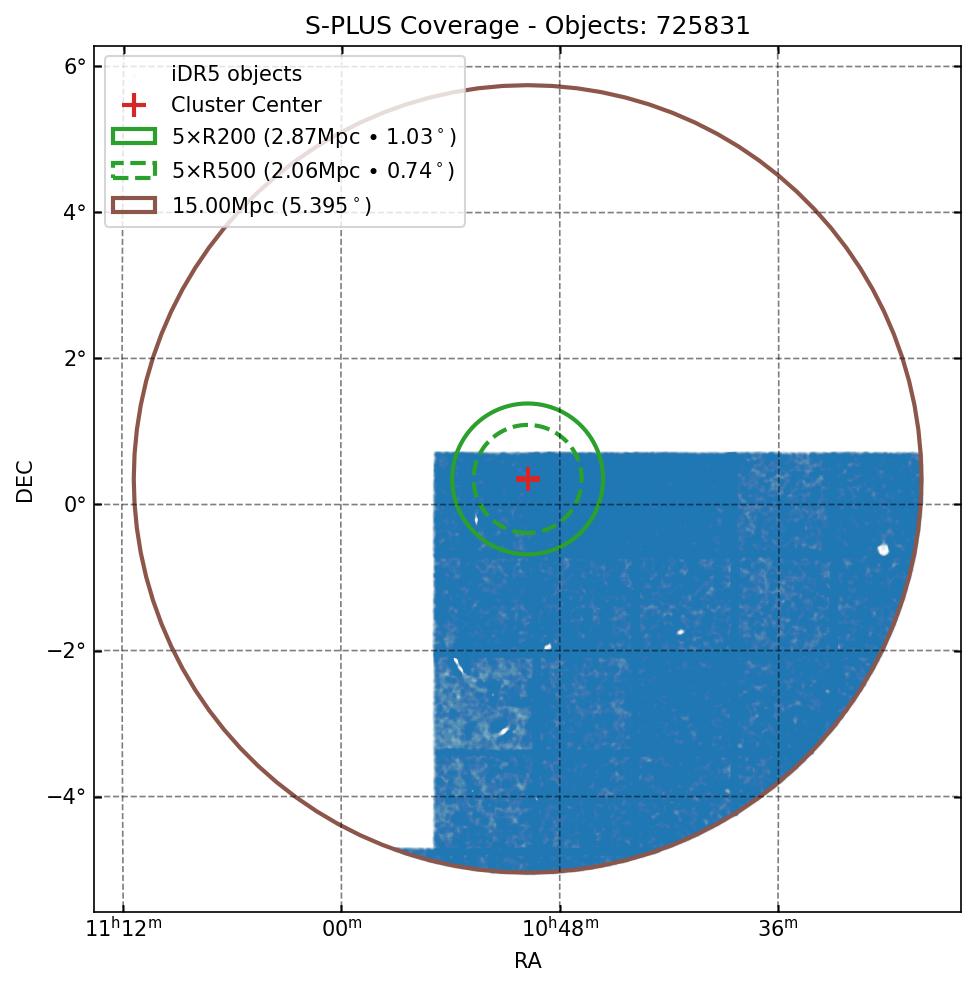 S-PLUS Coverage - Objects: 725831
iDR5 objects
Cluster Center
5×R200 (2.87Mpc • 1.03°)
5×R500 (2.06Mpc • 0.74°)
15.00Mpc (5.395°)
6°
4°
2°
0°
−2°
−4°
DEC
11ʰ12ᵐ
00ᵐ
10ʰ48ᵐ
36ᵐ
RA